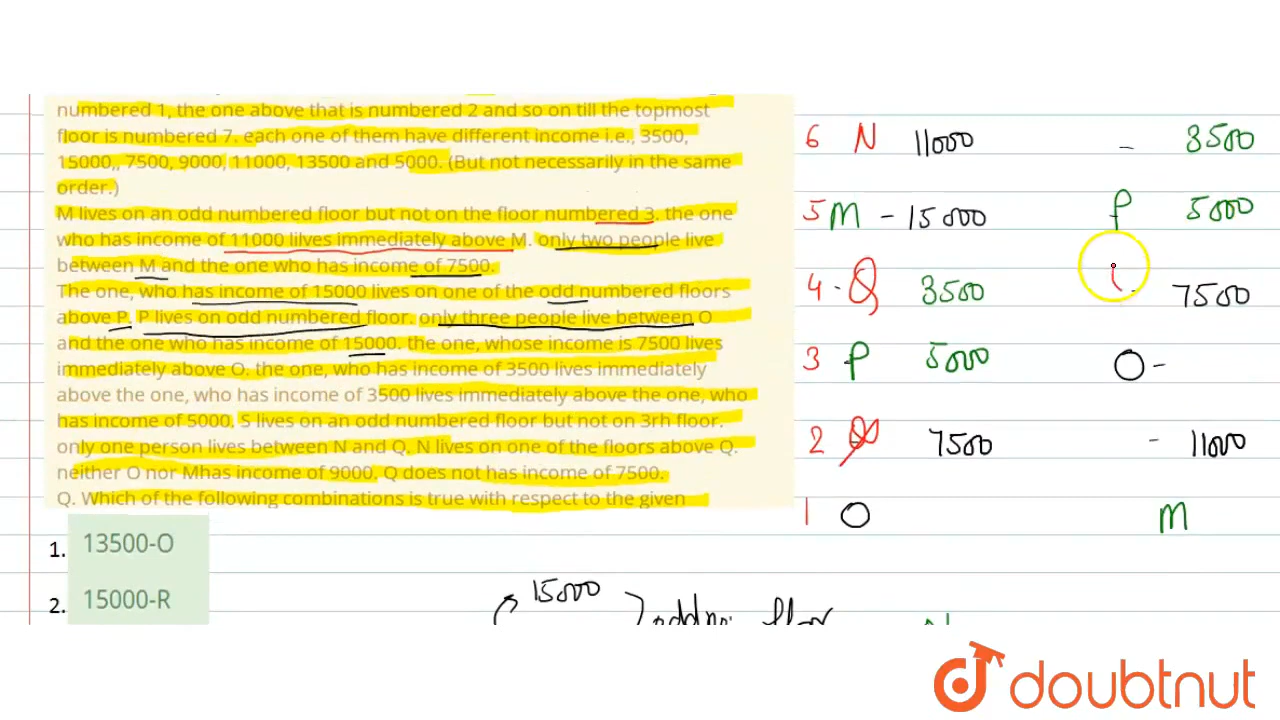 numbered 1, the one above that is numbered 2 and so on till the topmost
floor is numbered 7. each one of them have different income i.e., 3500,
15000,, 7500, 9000, 11000, 13500 and 5000. (But not necessarily in the same
order.)
M lives on an odd numbered floor but not on the floor numbered 3. the one
who has income of 11000 lilves immediately above M. only two people live
between M and the one who has income of 7500.
The one, who has income of 15000 lives on one of the odd numbered floors
above P. P lives on odd numbered floor. only three people live between O
and the one who has income of 15000. the one, whose income is 7500 lives
immediately above O. the one, who has income of 3500 lives immediately
above the one, who has income of 3500 lives immediately above the one, who
has income of 5000. S lives on an odd numbered floor but not on 3rh floor.
only one person lives between N and Q. N lives on one of the floors above Q.
neither O nor Mhas income of 9000. Q does not has income of 7500.
Q. Which of the following combinations is true with respect to the given
1. 13500-O
2. 15000-R
6 N 11000 - 3500
5 M - 15000 P 5000
4 - Q 3500 - 7500
3 P 5000 O -
2 7500 - 11000
1 O M
15000
floor
doubtnut